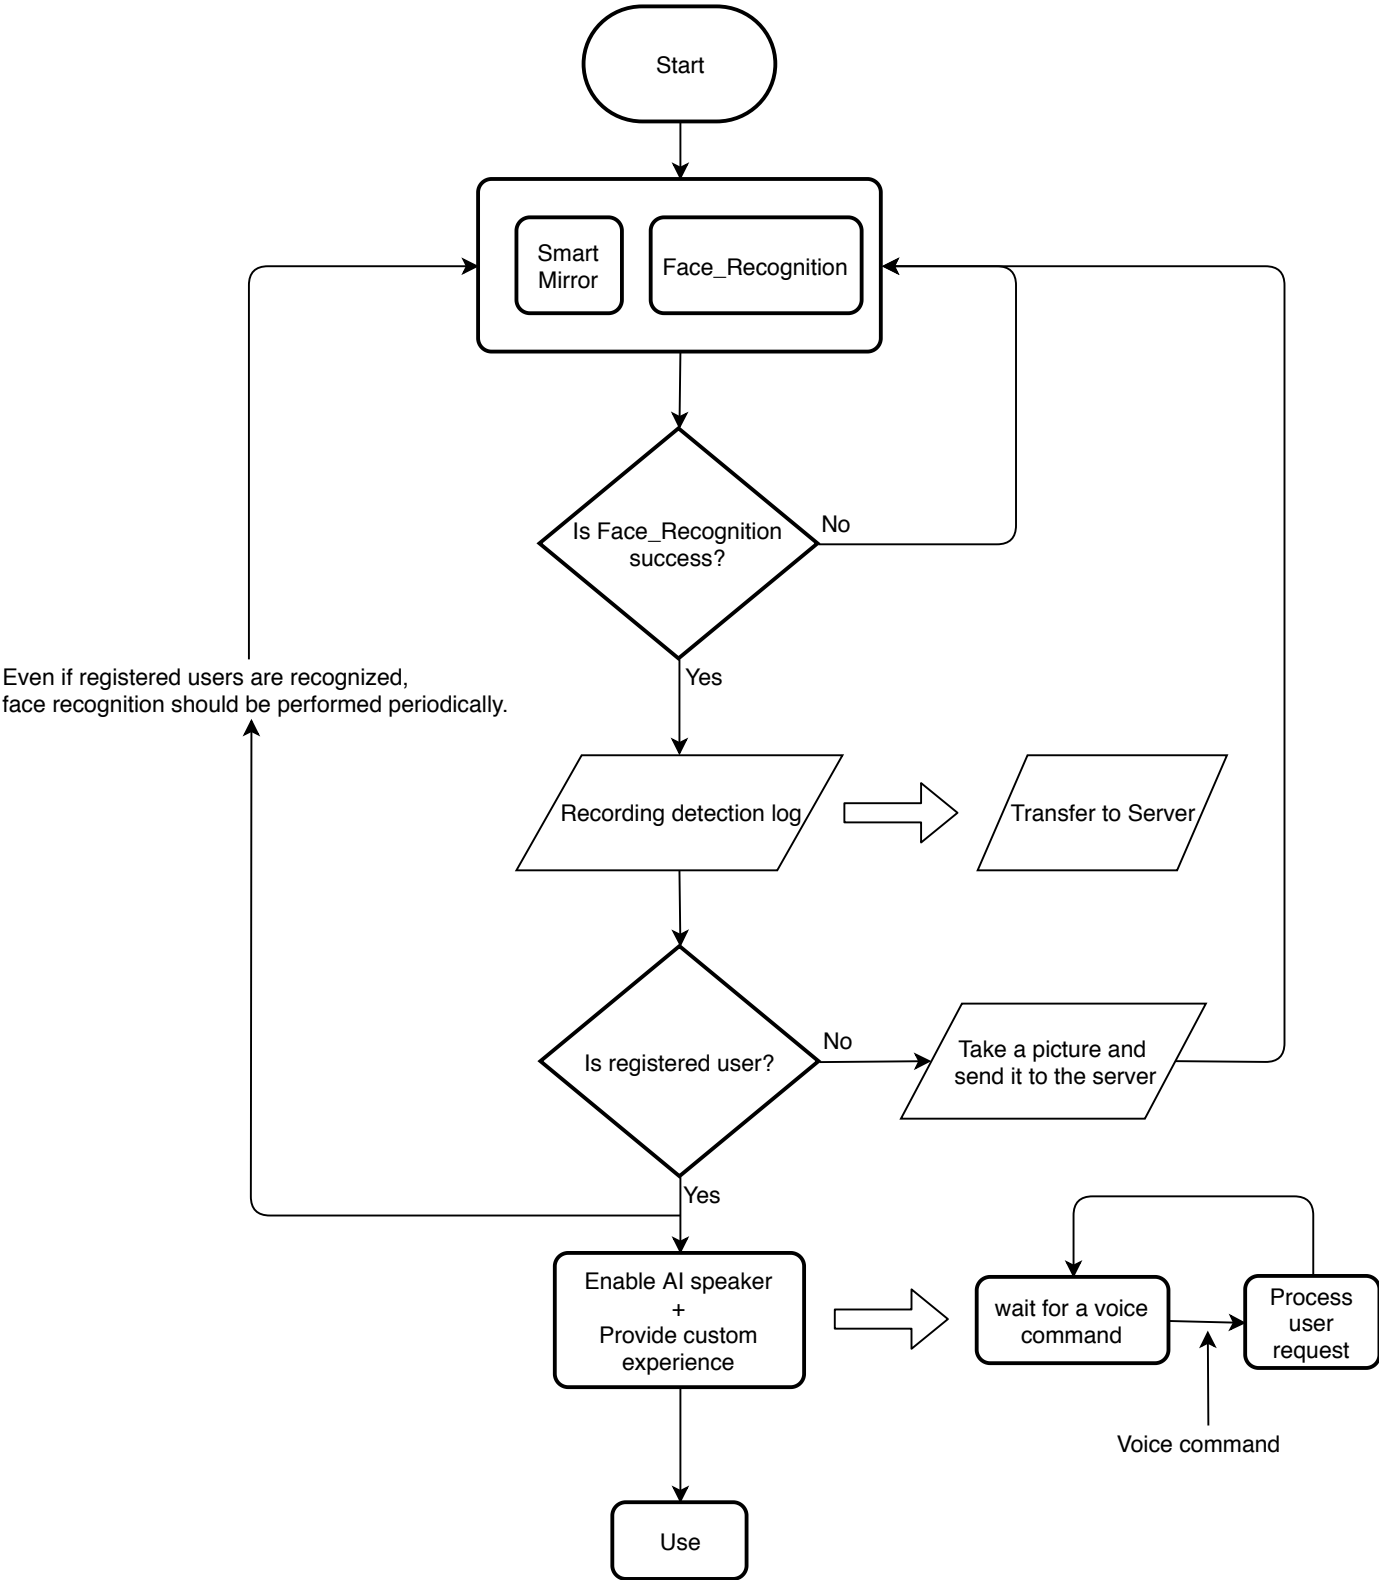 Start
Smart
Mirror
Face_Recognition
Is Face_Recognition
success?
No
Yes
Even if registered users are recognized,
face recognition should be performed periodically.
Recording detection log
Transfer to Server
Is registered user?
No
Take a picture and
send it to the server
Yes
Enable AI speaker
+
Provide custom
experience
wait for a voice
command
Process
user
request
Voice command
Use